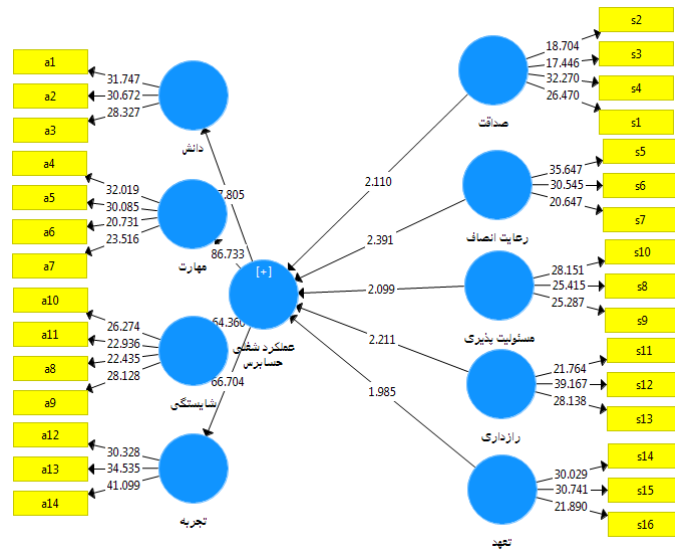 s2
a1
18.704
s3
31.747
17.446
a2
30.672
32.270
s4
28.327
26.470
a3
s1
صداقت
دانش
a4
s5
32.019
35.647
a5
30.085
2.110
30.545
s6
7.805
a6
20.731
20.647
s7
23.516
2.391
a7
مهارت
86.733
رعایت انصاف
s10
[+]
28.151
a10
2.099
25.415
s8
26.274
25.287
a11
22.936
64.360
s9
22.435
عملکرد شغلی
حسابرس
مسئولیت پذیری
a8
28.128
2.211
s11
21.764
a9
66.704
39.167
s12
شایستگی
1.985
28.138
s13
a12
30.328
رازداری
a13
34.535
s14
41.099
30.029
a14
30.741
s15
21.890
تجربه
s16
تعهد